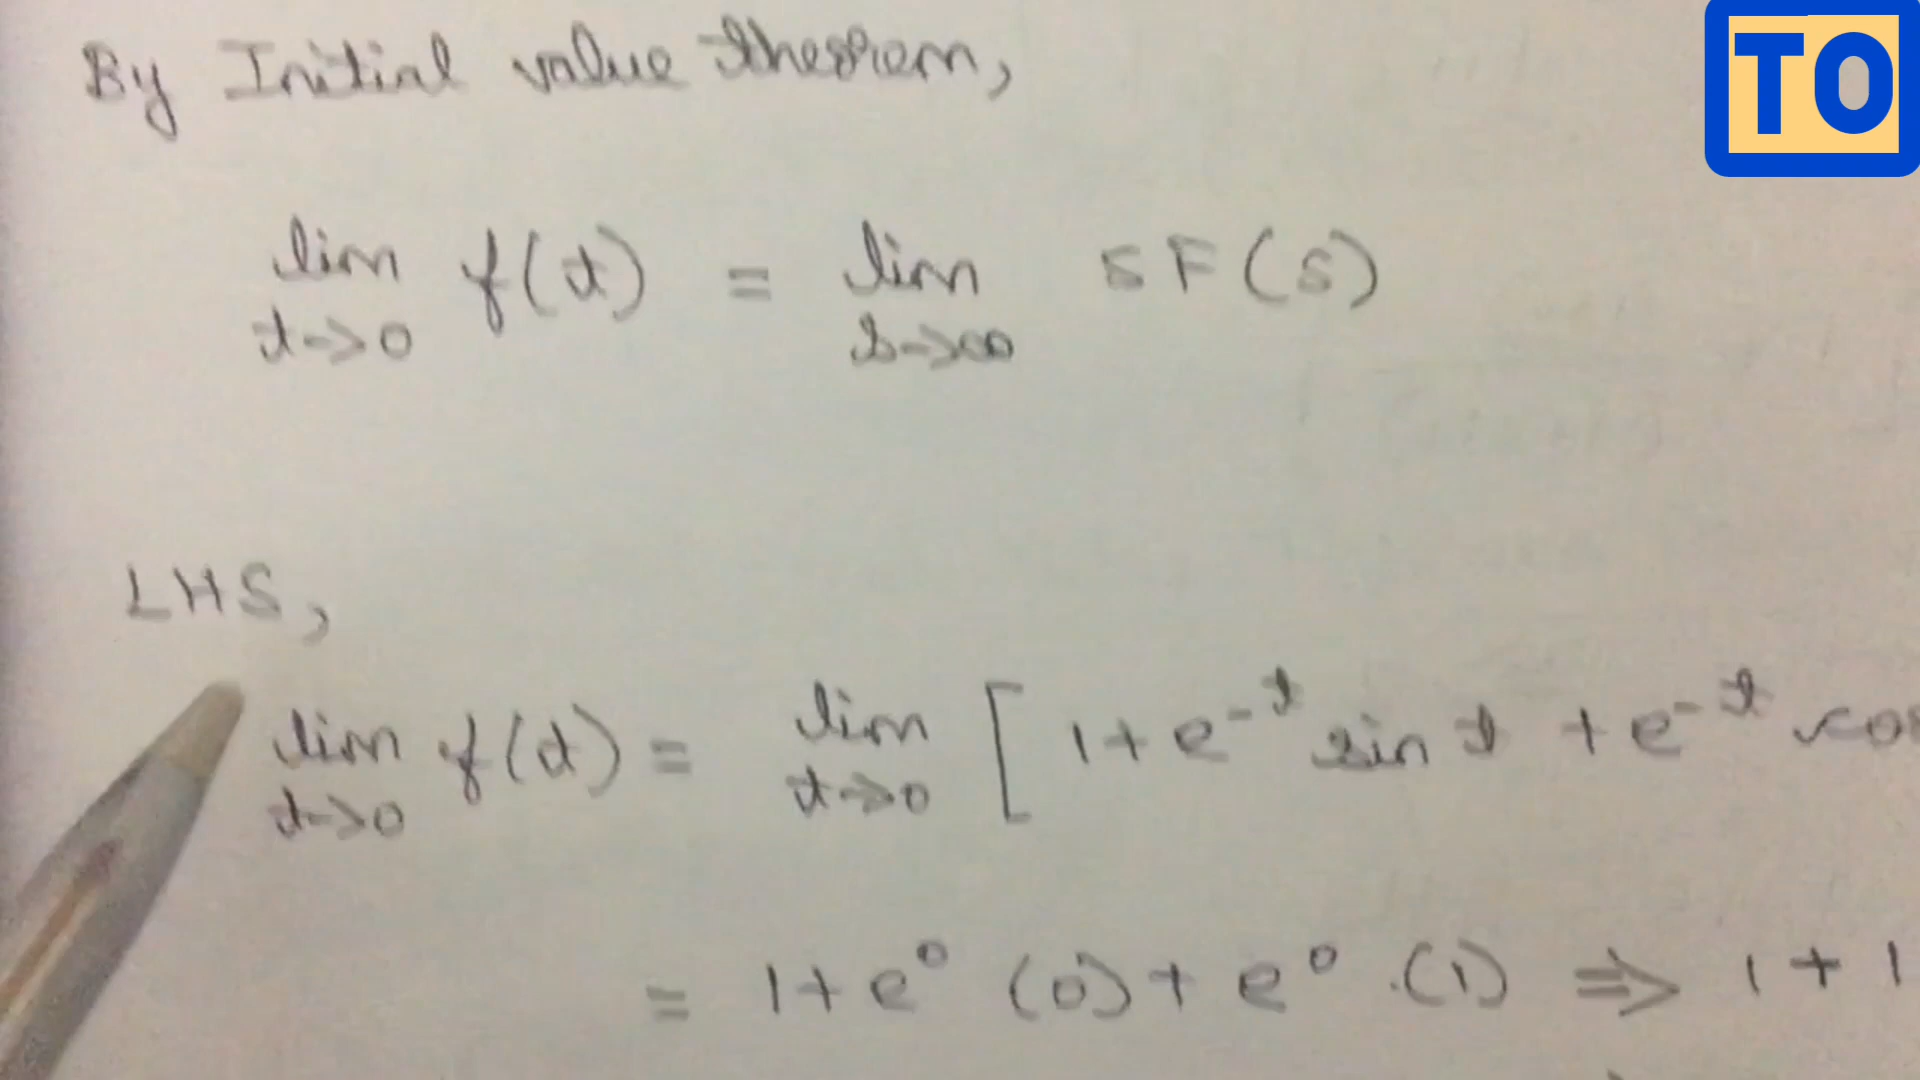 TO
By Initial value theorem,
lim f(t) = lim sF(s)
t->0 s->∞
LHS,
lim f(t) = lim [ 1+e^-t sin t + e^-t cos
t->0 t->0
= 1+e^0 (0)+ e^0 .(1) => 1+1